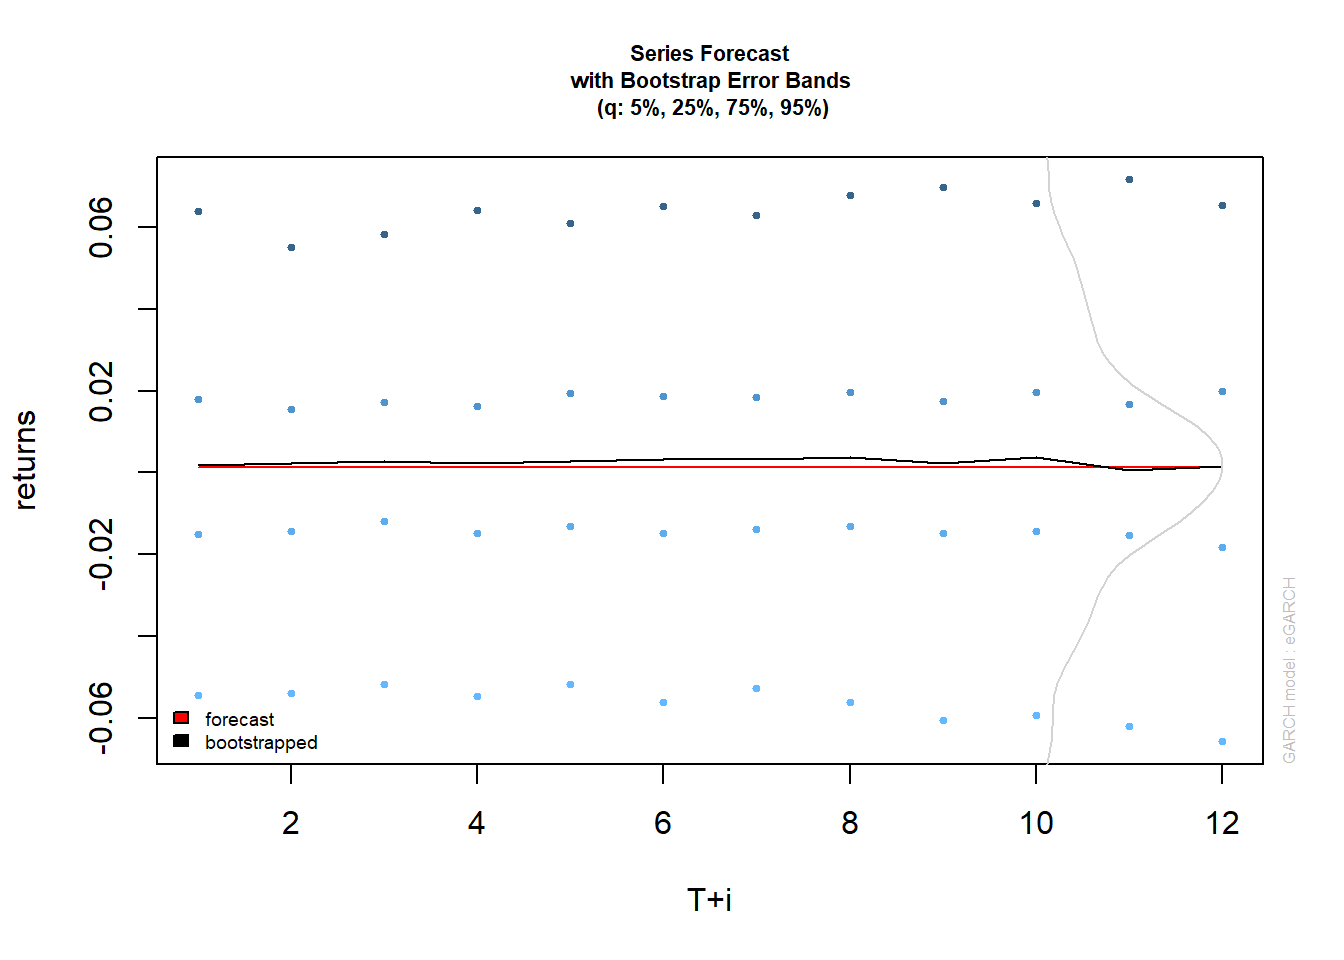 Series Forecast
with Bootstrap Error Bands
(q: 5%, 25%, 75%, 95%)
returns
0.06
0.02
-0.02
-0.06
forecast
bootstrapped
2 4 6 8 10 12
T+i
GARCH model : eGARCH